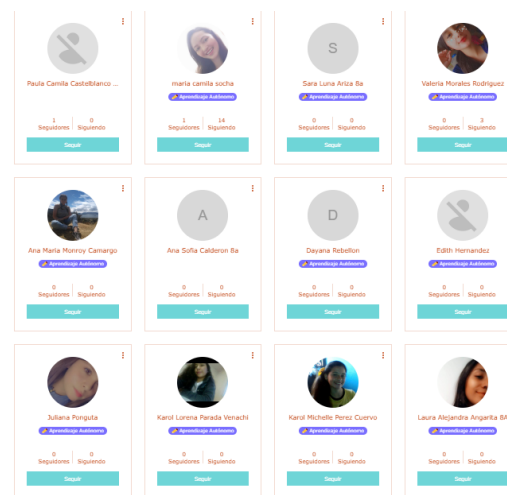 Paula Camila Castelblanco ...
maria camila socha
Sara Luna Ariza 8a
Valeria Morales Rodriguez
Aprendizaje Autónomo
Aprendizaje Autónomo
Aprendizaje Autónomo
1 0
1 14
0 0
0 3
Seguidores Siguiendo
Seguidores Siguiendo
Seguidores Siguiendo
Seguidores Siguiendo
Seguir
Seguir
Seguir
Seguir
A
D
S
Ana Maria Monroy Camargo
Ana Sofia Calderon 8a
Dayana Rebellon
Edith Hernandez
Aprendizaje Autónomo
Aprendizaje Autónomo
Aprendizaje Autónomo
0 0
0 0
0 0
0 0
Seguidores Siguiendo
Seguidores Siguiendo
Seguidores Siguiendo
Seguidores Siguiendo
Seguir
Seguir
Seguir
Seguir
Juliana Ponguta
Karol Lorena Parada Venachi
Karol Michelle Perez Cuervo
Laura Alejandra Angarita 8A
Aprendizaje Autónomo
Aprendizaje Autónomo
Aprendizaje Autónomo
Aprendizaje Autónomo
0 0
0 0
0 0
0 0
Seguidores Siguiendo
Seguidores Siguiendo
Seguidores Siguiendo
Seguidores Siguiendo
Seguir
Seguir
Seguir
Seguir